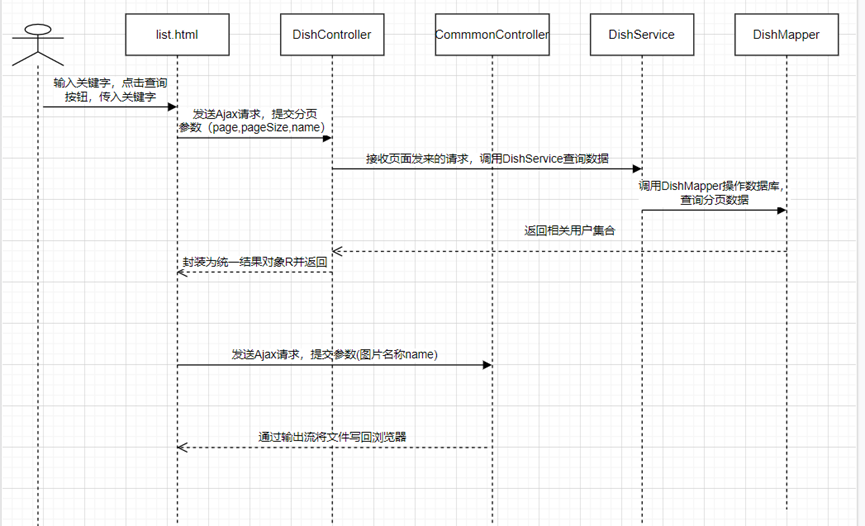 list.html
DishController
CommmonController
DishService
DishMapper
输入关键字，点击查询
按钮，传入关键字
发送Ajax请求，提交分页
参数（page,pageSize,name）
接收页面发来的请求，调用DishService查询数据
调用DishMapper操作数据库，
查询分页数据
返回相关用户集合
封装为统一结果对象R并返回
发送Ajax请求，提交参数(图片名称name)
通过输出流将文件写回浏览器